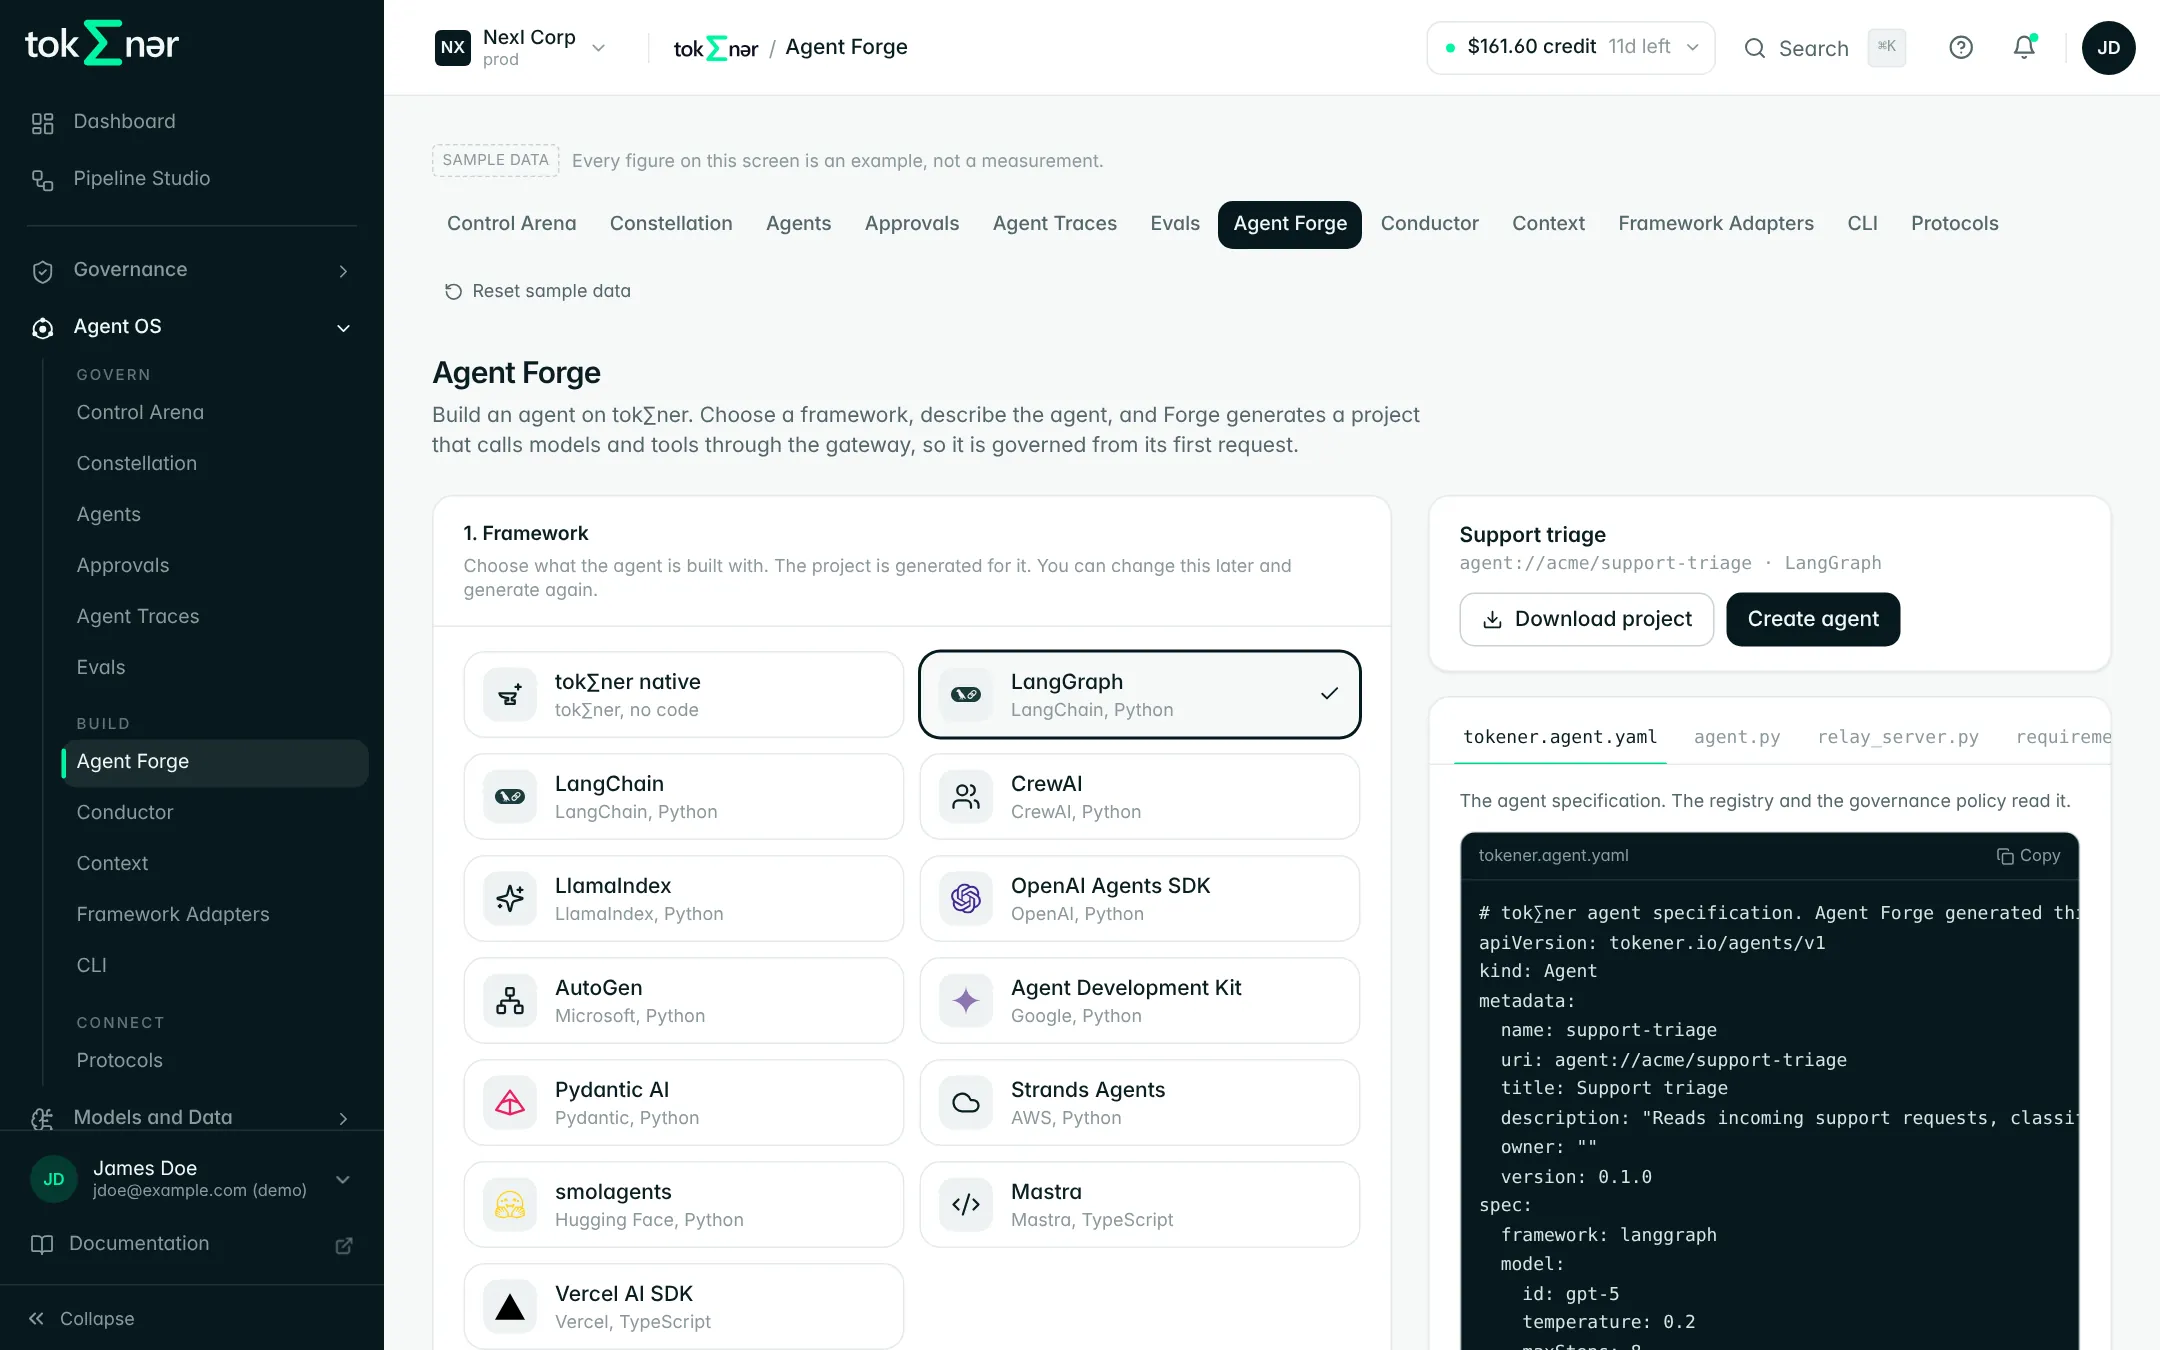 tok∑nər
Dashboard
Pipeline Studio
Governance
Agent OS
GOVERN
Control Arena
Constellation
Agents
Approvals
Agent Traces
Evals
BUILD
Agent Forge
Conductor
Context
Framework Adapters
CLI
CONNECT
Protocols
Models and Data
JD
James Doe
jdoe@example.com (demo)
Documentation
Collapse
NX
Nexl Corp
prod
tok∑nər / Agent Forge
$161.60 credit 11d left
Search ⌘K
JD
SAMPLE DATA Every figure on this screen is an example, not a measurement.
Control Arena Constellation Agents Approvals Agent Traces Evals Agent Forge Conductor Context Framework Adapters CLI Protocols
Reset sample data
Agent Forge
Build an agent on tok∑ner. Choose a framework, describe the agent, and Forge generates a project
that calls models and tools through the gateway, so it is governed from its first request.
1. Framework
Choose what the agent is built with. The project is generated for it. You can change this later and
generate again.
tok∑ner native
tok∑ner, no code
LangGraph
LangChain, Python
LangChain
LangChain, Python
CrewAI
CrewAI, Python
LlamaIndex
LlamaIndex, Python
OpenAI Agents SDK
OpenAI, Python
AutoGen
Microsoft, Python
Agent Development Kit
Google, Python
Pydantic AI
Pydantic, Python
Strands Agents
AWS, Python
smolagents
Hugging Face, Python
Mastra
Mastra, TypeScript
Vercel AI SDK
Vercel, TypeScript
Support triage
agent://acme/support-triage · LangGraph
Download project
Create agent
tokener.agent.yaml agent.py relay_server.py requireme
The agent specification. The registry and the governance policy read it.
tokener.agent.yaml
Copy
# tok∑ner agent specification. Agent Forge generated thi
apiVersion: tokener.io/agents/v1
kind: Agent
metadata:
name: support-triage
uri: agent://acme/support-triage
title: Support triage
description: "Reads incoming support requests, classif
owner: ""
version: 0.1.0
spec:
framework: langgraph
model:
id: gpt-5
temperature: 0.2